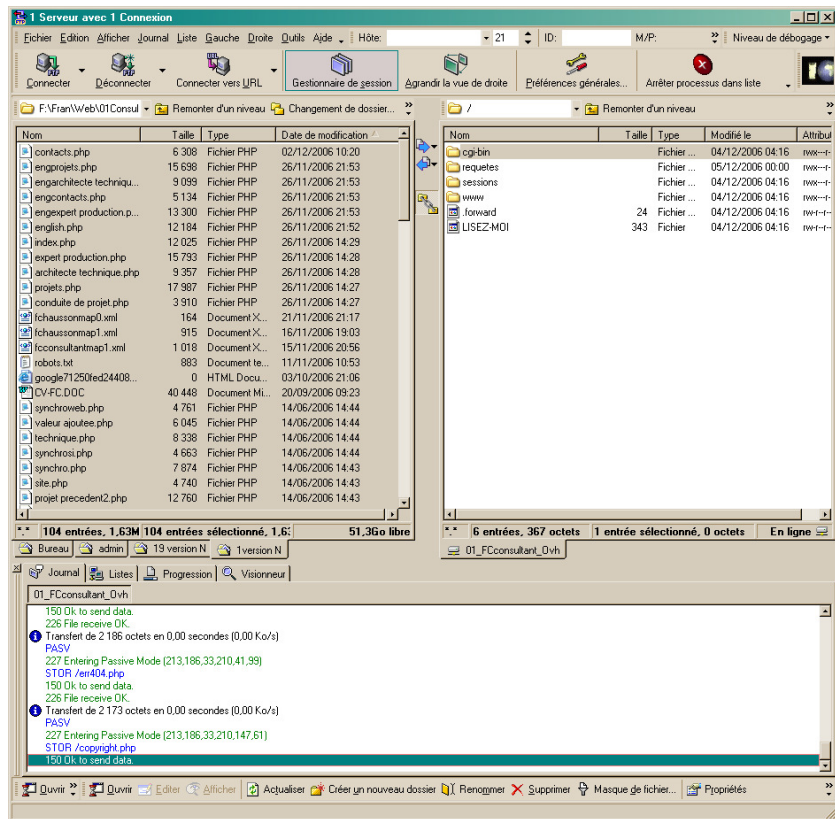 1 Serveur avec 1 Connexion
Fichier Edition Afficher Journal Liste Gauche Droite Outils Aide Hôte: 21 ID: M/P: » Niveau de débogage
Connecter Déconnecter Connecter vers URL Gestionnaire de session Agrandir la vue de droite Préférences générales... Arrêter processus dans liste
F:\Fran\Web\01Consul Remonter d'un niveau Changement de dossier... »
/ Remonter d'un niveau »
Nom Taille Type Date de modification
contacts.php 6 308 Fichier PHP 02/12/2006 10:20
engprojets.php 15 698 Fichier PHP 26/11/2006 21:53
engarchitecte techniqu... 9 099 Fichier PHP 26/11/2006 21:53
engcontacts.php 5 134 Fichier PHP 26/11/2006 21:53
engexpert production.p... 13 300 Fichier PHP 26/11/2006 21:53
english.php 12 184 Fichier PHP 26/11/2006 21:52
index.php 12 025 Fichier PHP 26/11/2006 14:29
expert production.php 15 793 Fichier PHP 26/11/2006 14:28
architecte technique.php 9 357 Fichier PHP 26/11/2006 14:28
projets.php 17 987 Fichier PHP 26/11/2006 14:27
conduite de projet.php 3 910 Fichier PHP 26/11/2006 14:27
fchaussonmap0.xml 164 Document X... 21/11/2006 21:17
fchaussonmap1.xml 915 Document X... 16/11/2006 19:03
fcconsultantmap1.xml 1 018 Document X... 15/11/2006 20:56
robots.txt 883 Document te... 11/11/2006 10:53
google71250fed24408... 0 HTML Docu... 03/10/2006 21:06
CV-FC.DOC 40 448 Document Mi... 20/09/2006 09:23
synchroweb.php 4 761 Fichier PHP 14/06/2006 14:44
valeur ajoutee.php 6 045 Fichier PHP 14/06/2006 14:44
technique.php 8 338 Fichier PHP 14/06/2006 14:44
synchrosi.php 4 663 Fichier PHP 14/06/2006 14:44
synchro.php 7 874 Fichier PHP 14/06/2006 14:43
site.php 4 740 Fichier PHP 14/06/2006 14:43
projet precedent2.php 12 760 Fichier PHP 14/06/2006 14:43
*.* 104 entrées, 1,63M 104 entrées sélectionné, 1,6 51,3Go libre
Bureau admin 19 version N 1version N
Nom Taille Type Modifié le Attribut
cgi-bin Fichier ... 04/12/2006 04:16 rwx---r-
requetes Fichier ... 05/12/2006 00:00 rwx---r-
sessions Fichier ... 04/12/2006 04:16 rwx---r-
www Fichier ... 04/12/2006 04:16 rwx---r-
.forward 24 Fichier ... 04/12/2006 04:16 rw-r--r--
LISEZ-MOI 343 Fichier 04/12/2006 04:16 rw-r--r--
*.* 6 entrées, 367 octets 1 entrée sélectionné, 0 octets En ligne
01_FCconsultant_Ovh
Journal Listes Progression Visionneur
01_FCconsultant_Ovh
150 Ok to send data.
226 File receive OK.
Transfert de 2 186 octets en 0,00 secondes (0,00 Ko/s)
PASV
227 Entering Passive Mode (213,186,33,210,41,99)
STOR /err404.php
150 Ok to send data.
226 File receive OK.
Transfert de 2 173 octets en 0,00 secondes (0,00 Ko/s)
PASV
227 Entering Passive Mode (213,186,33,210,147,61)
STOR /copyright.php
150 Ok to send data.
Ouvrir » Ouvrir Editer Afficher Actualiser Créer un nouveau dossier Renommer Supprimer Masque de fichier... Propriétés »